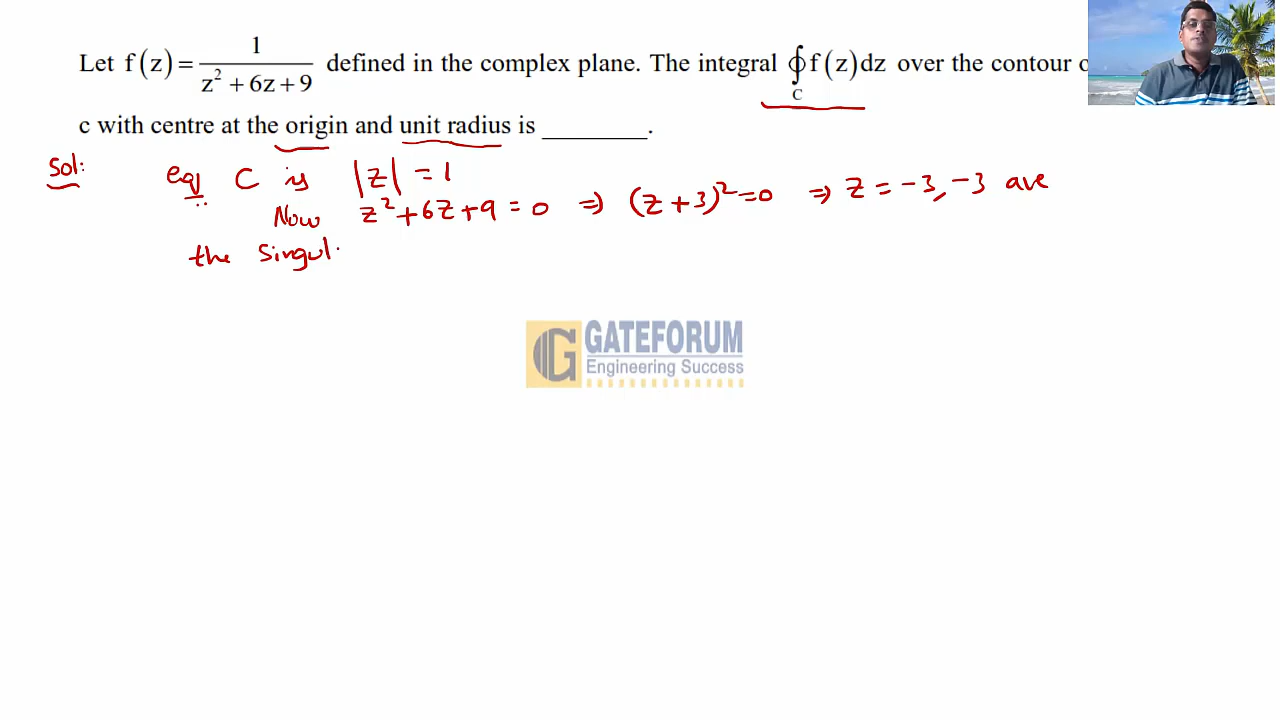 Let f(z) = 1/(z² + 6z + 9) defined in the complex plane. The integral ∮_C f(z)dz over the contour c
c with centre at the origin and unit radius is ________.
Sol:
eq C is |z| = 1
Now z² + 6z + 9 = 0 ⇒ (z + 3)² = 0 ⇒ z = -3, -3 are
the Singul.
GATEFORUM
Engineering Success